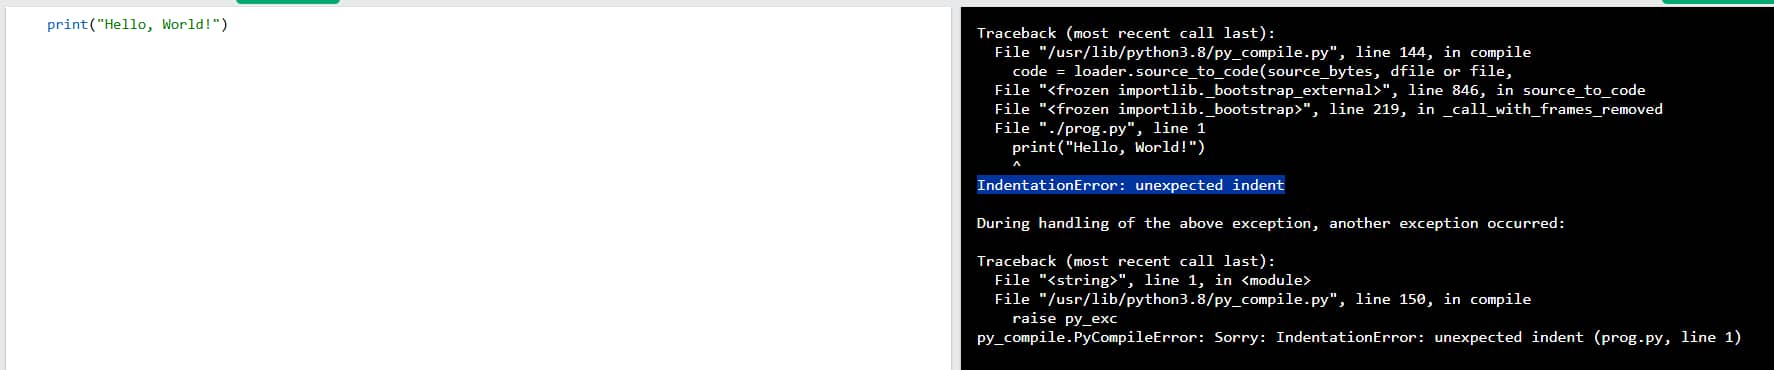 print("Hello, World!")
Traceback (most recent call last):
  File "/usr/lib/python3.8/py_compile.py", line 144, in compile
    code = loader.source_to_code(source_bytes, dfile or file,
  File "<frozen importlib._bootstrap_external>", line 846, in source_to_code
  File "<frozen importlib._bootstrap>", line 219, in _call_with_frames_removed
  File "./prog.py", line 1
    print("Hello, World!")
    ^
IndentationError: unexpected indent

During handling of the above exception, another exception occurred:

Traceback (most recent call last):
  File "<string>", line 1, in <module>
  File "/usr/lib/python3.8/py_compile.py", line 150, in compile
    raise py_exc
py_compile.PyCompileError: Sorry: IndentationError: unexpected indent (prog.py, line 1)